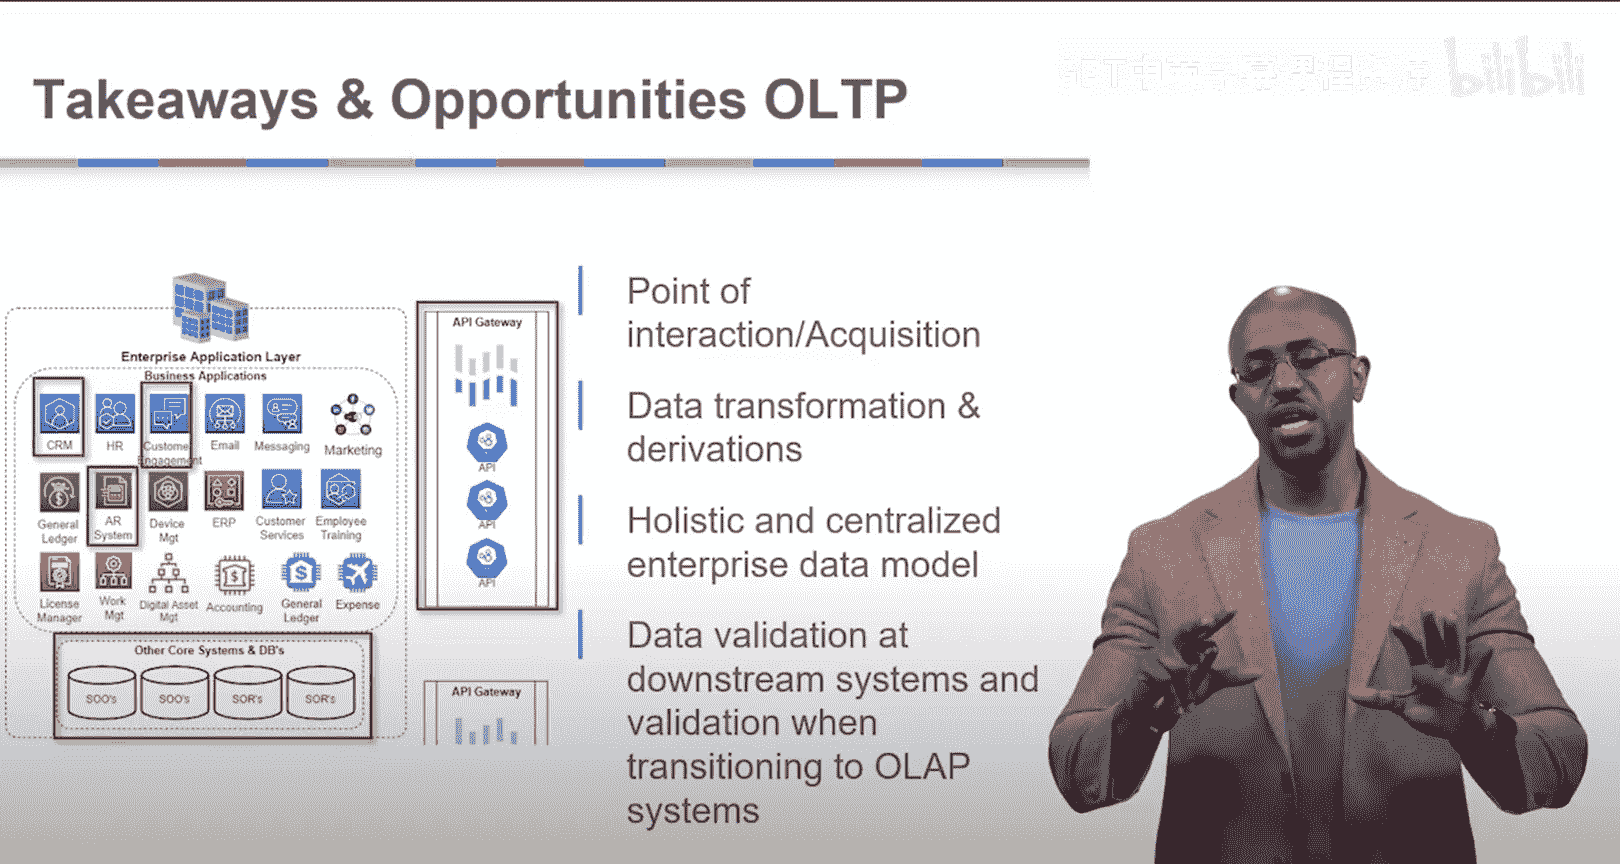 Takeaways & Opportunities OLTP
bilibili
Enterprise Application Layer
Business Applications
CRM
HR
Customer
Engagement
Email
Messaging
Marketing
General
Ledger
AR
System
Device
Mgt
ERP
Customer
Services
Employee
Training
License
Manager
Work
Mgt
Digital Asset
Mgt
Accounting
General
Ledger
Expense
Other Core Systems & DB's
SOO's
SOO's
SOR's
SOR's
API Gateway
API
API
API
API Gateway
Point of
interaction/Acquisition
Data transformation &
derivations
Holistic and centralized
enterprise data model
Data validation at
downstream systems and
validation when
transitioning to OLAP
systems